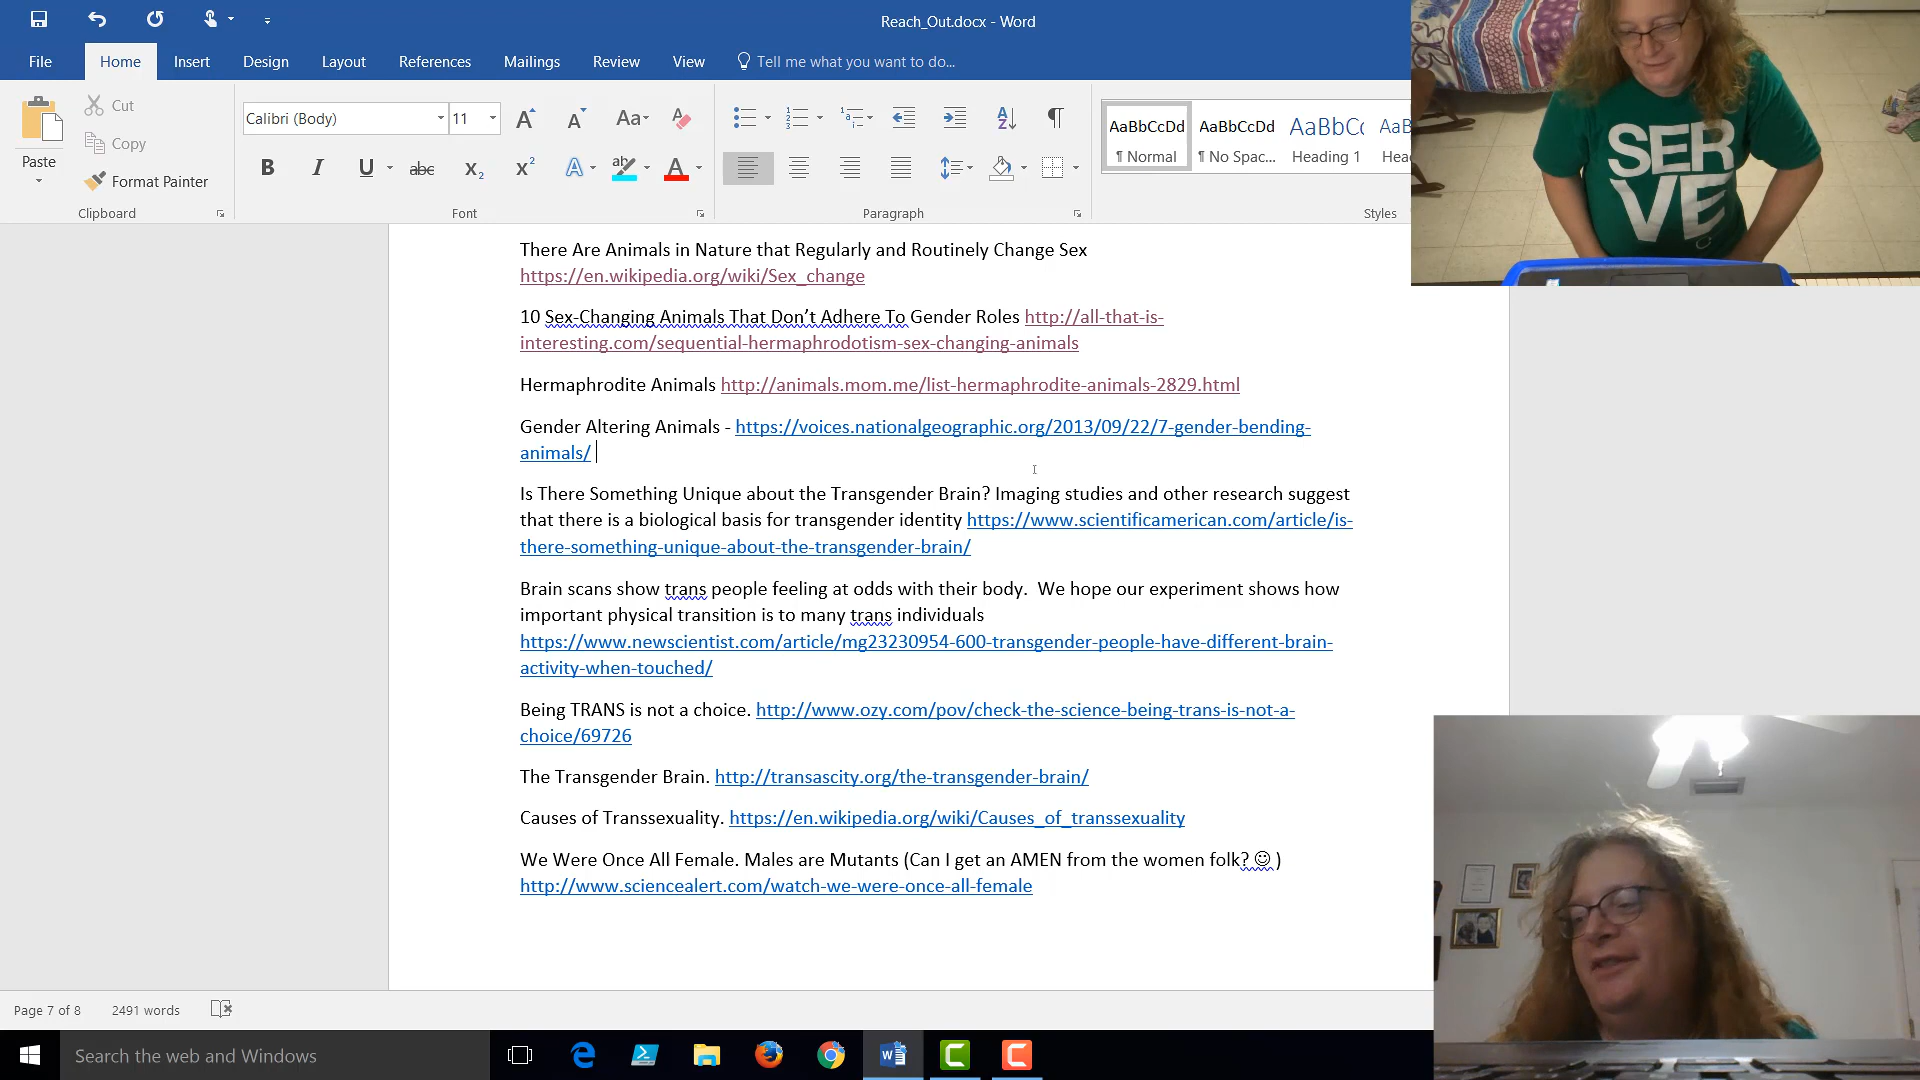 Reach_Out.docx - Word
File Home Insert Design Layout References Mailings Review View Tell me what you want to do...
Paste
Cut
Copy
Format Painter
Calibri (Body) 11
Aa
B I U abc X₂ X² A ab A
AaBbCcDd AaBbCcDd AaBbCc AaB
¶ Normal ¶ No Spac... Heading 1 Hea
Clipboard Font Paragraph Styles
There Are Animals in Nature that Regularly and Routinely Change Sex
https://en.wikipedia.org/wiki/Sex_change
10 Sex-Changing Animals That Don’t Adhere To Gender Roles http://all-that-is-
interesting.com/sequential-hermaphrodotism-sex-changing-animals
Hermaphrodite Animals http://animals.mom.me/list-hermaphrodite-animals-2829.html
Gender Altering Animals - https://voices.nationalgeographic.org/2013/09/22/7-gender-bending-
animals/
Is There Something Unique about the Transgender Brain? Imaging studies and other research suggest
that there is a biological basis for transgender identity https://www.scientificamerican.com/article/is-
there-something-unique-about-the-transgender-brain/
Brain scans show trans people feeling at odds with their body.  We hope our experiment shows how
important physical transition is to many trans individuals
https://www.newscientist.com/article/mg23230954-600-transgender-people-have-different-brain-
activity-when-touched/
Being TRANS is not a choice. http://www.ozy.com/pov/check-the-science-being-trans-is-not-a-
choice/69726
The Transgender Brain. http://transascity.org/the-transgender-brain/
Causes of Transsexuality. https://en.wikipedia.org/wiki/Causes_of_transsexuality
We Were Once All Female. Males are Mutants (Can I get an AMEN from the women folk? ☺ )
http://www.sciencealert.com/watch-we-were-once-all-female
Page 7 of 8 2491 words
Search the web and Windows
SER
VE